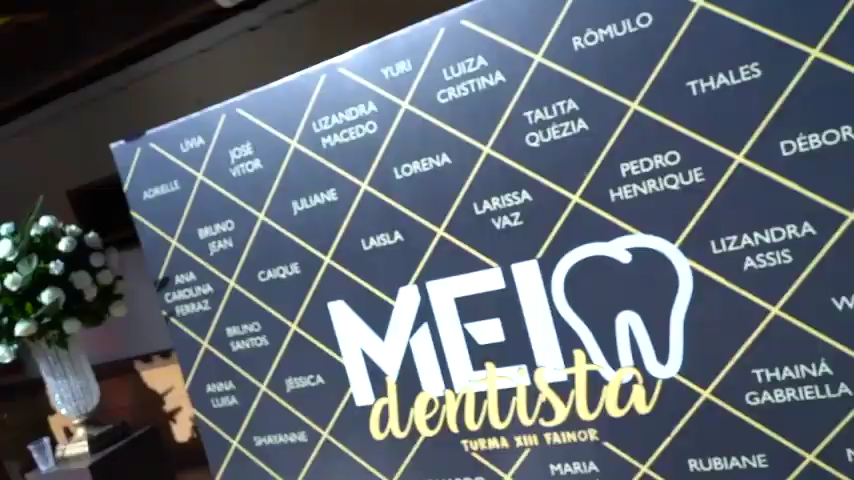 RÔMULO
YURI
LUIZA
CRISTINA
THALES
LIZANDRA
MACEDO
TALITA
QUÉZIA
LÍVIA
JOSÉ
VITOR
LORENA
PEDRO
HENRIQUE
ADRIELLE
JULIANE
LARISSA
VAZ
BRUNO
JEAN
LAISLA
LIZANDRA
ASSIS
ANA
CAROLINA
FERRAZ
CAIQUE
BRUNO
SANTOS
MEIO
dentista
TURMA XIII FAINOR
ANNA
LUISA
JÉSSICA
THAINÁ
GABRIELLA
SHAYANNE
MARIA
RUBIANE